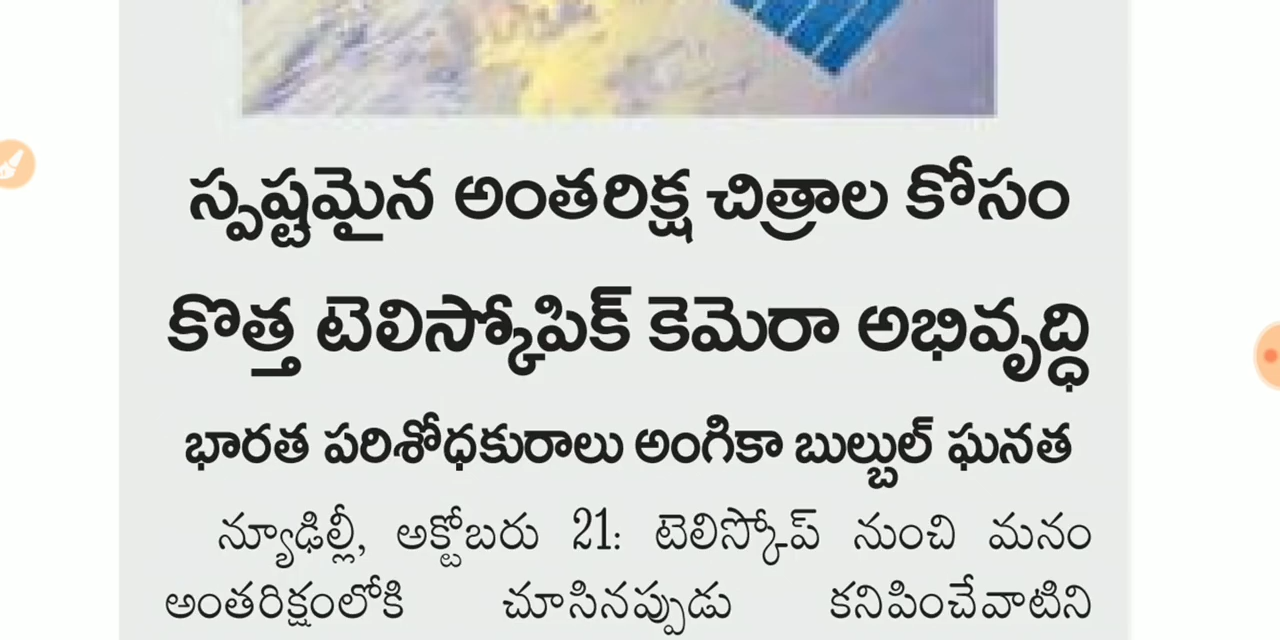 స్పష్టమైన అంతరిక్ష చిత్రాల కోసం
కొత్త టెలిస్కోపిక్ కెమెరా అభివృద్ధి
భారత పరిశోధకురాలు అంగికా బుల్బుల్ ఘనత
న్యూఢిల్లీ, అక్టోబరు 21: టెలిస్కోప్ నుంచి మనం
అంతరిక్షంలోకి చూసినప్పుడు కనిపించేవాటిని